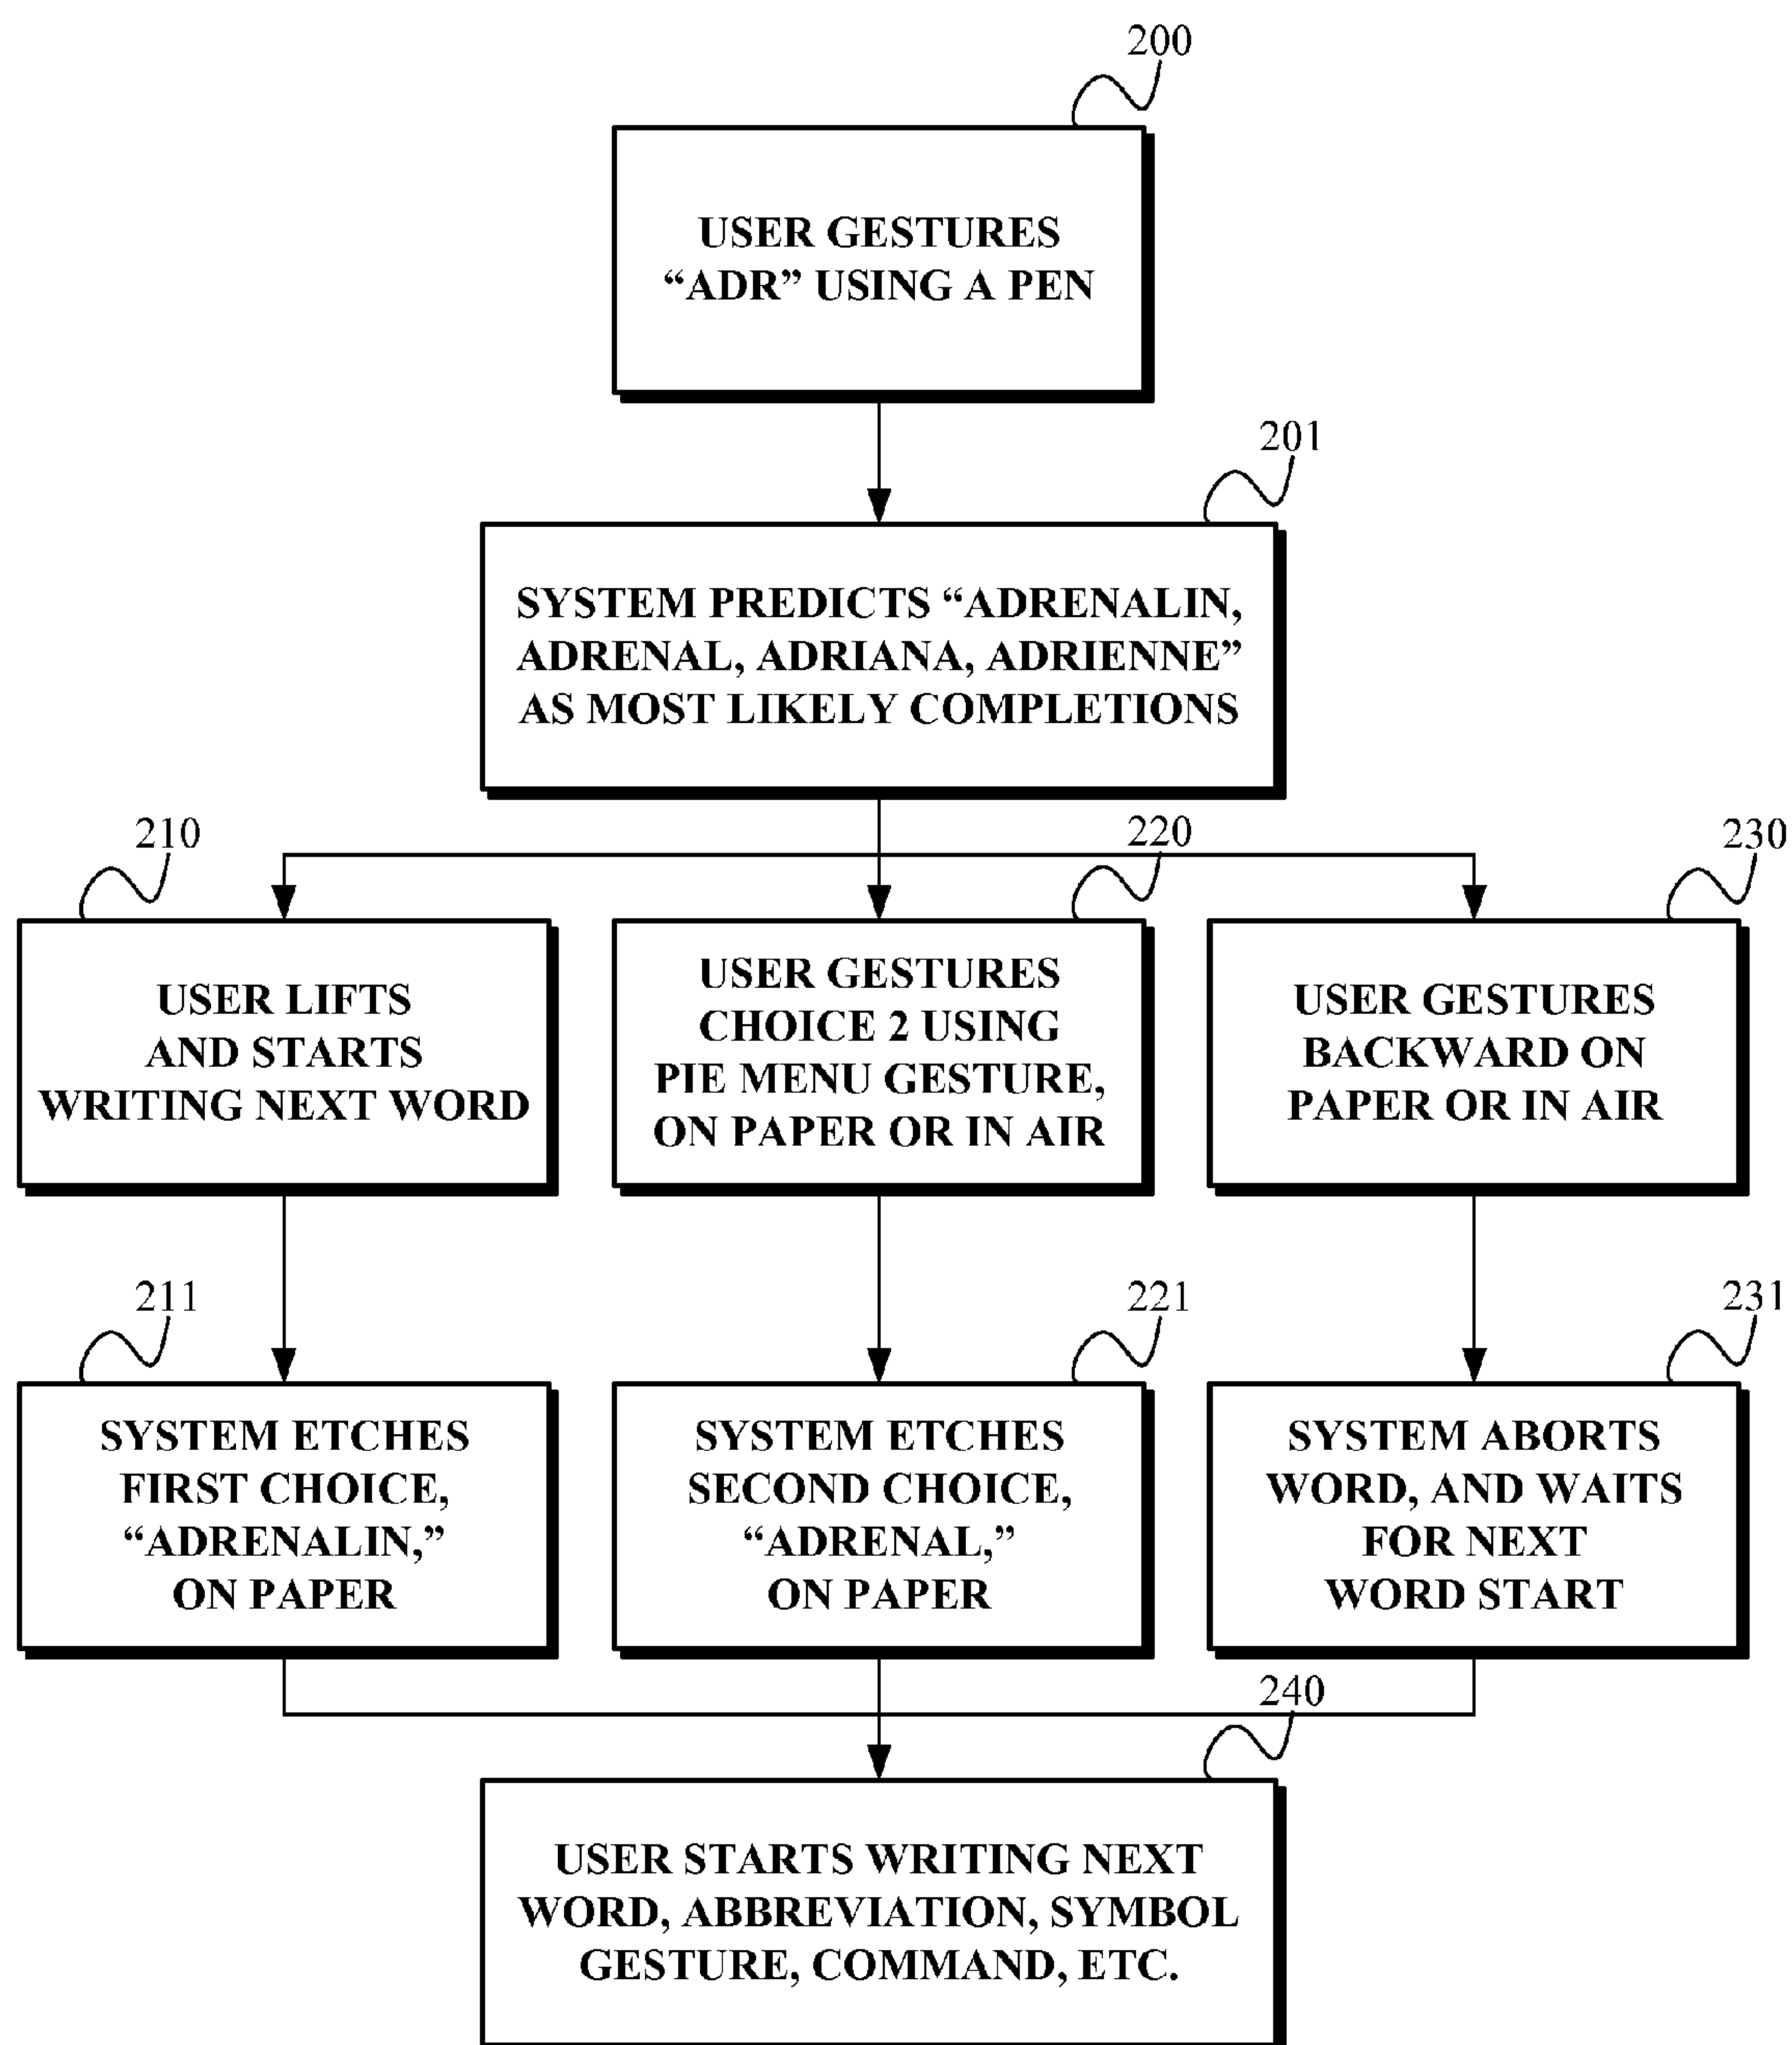 200
USER GESTURES
“ADR” USING A PEN
201
SYSTEM PREDICTS “ADRENALIN,
ADRENAL, ADRIANA, ADRIENNE”
AS MOST LIKELY COMPLETIONS
210
USER LIFTS
AND STARTS
WRITING NEXT WORD
220
USER GESTURES
CHOICE 2 USING
PIE MENU GESTURE,
ON PAPER OR IN AIR
230
USER GESTURES
BACKWARD ON
PAPER OR IN AIR
211
SYSTEM ETCHES
FIRST CHOICE,
“ADRENALIN,”
ON PAPER
221
SYSTEM ETCHES
SECOND CHOICE,
“ADRENAL,”
ON PAPER
231
SYSTEM ABORTS
WORD, AND WAITS
FOR NEXT
WORD START
240
USER STARTS WRITING NEXT
WORD, ABBREVIATION, SYMBOL
GESTURE, COMMAND, ETC.